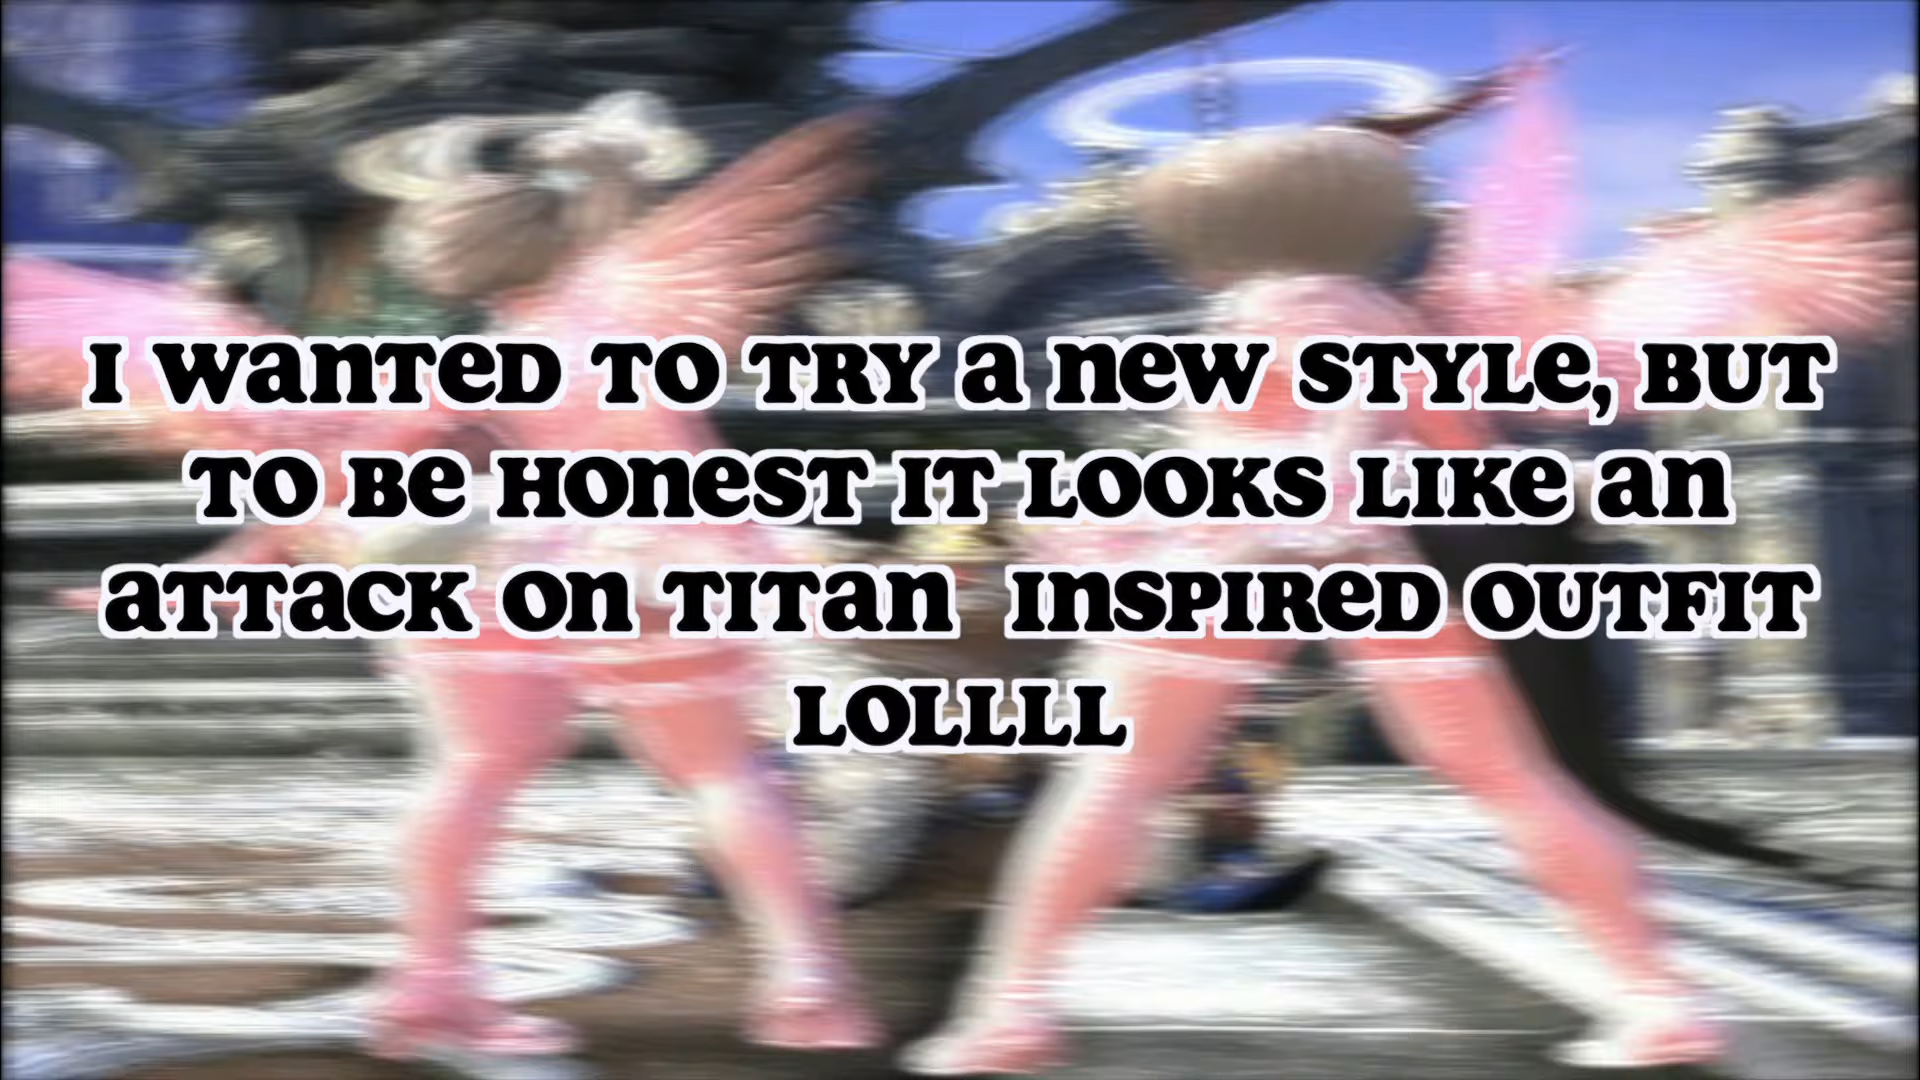 I WANTED TO TRY A NEW STYLE, BUT
TO BE HONEST IT LOOKS LIKE AN
ATTACK ON TITAN INSPIRED OUTFIT
LOLLLL